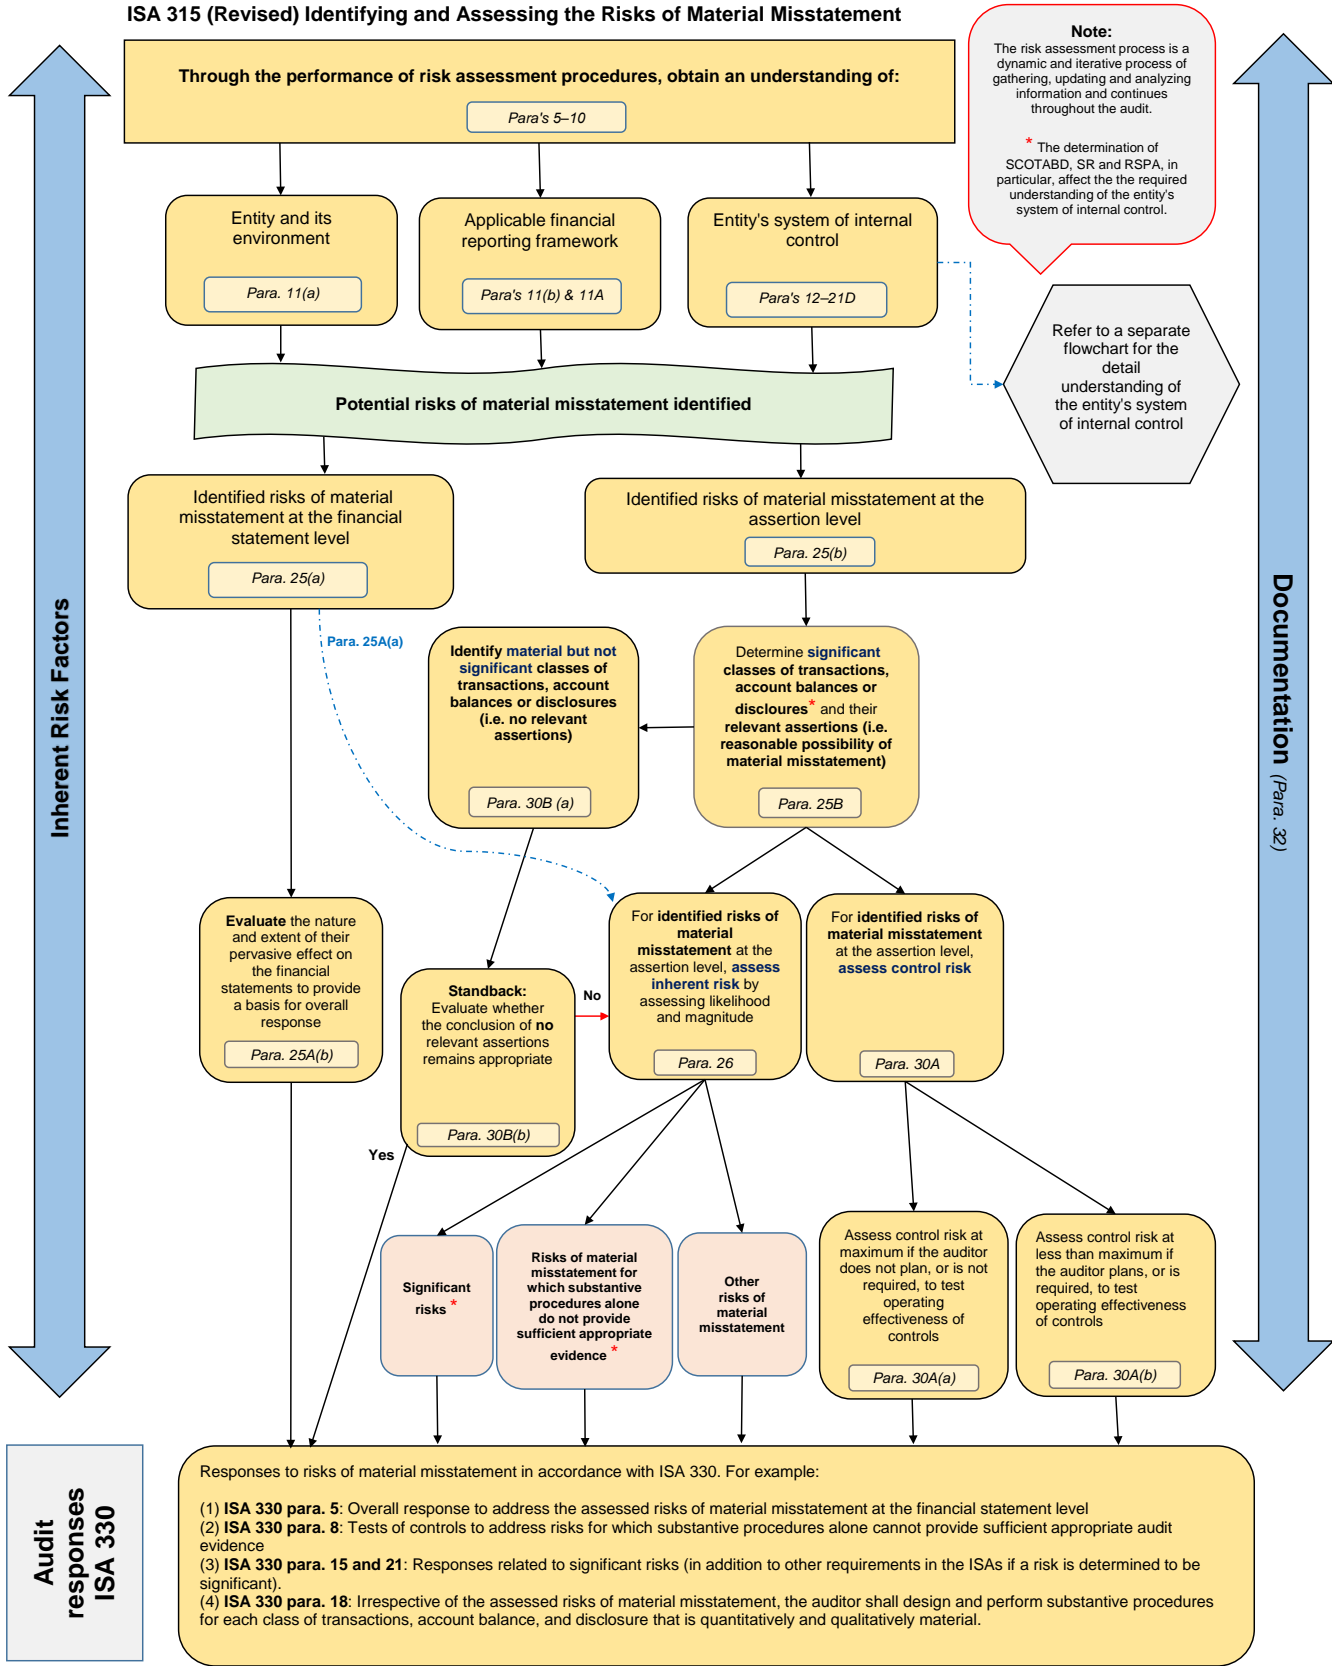 ISA 315 (Revised) Identifying and Assessing the Risks of Material Misstatement
Through the performance of risk assessment procedures, obtain an understanding of:
Para's 5–10
Note:
The risk assessment process is a
dynamic and iterative process of
gathering, updating and analyzing
information and continues
throughout the audit.
* The determination of
SCOTABD, SR and RSPA, in
particular, affect the the required
understanding of the entity's
system of internal control.
Entity and its
environment
Para. 11(a)
Applicable financial
reporting framework
Para's 11(b) & 11A
Entity's system of internal
control
Para's 12–21D
Refer to a separate
flowchart for the
detail
understanding of
the entity's system
of internal control
Potential risks of material misstatement identified
Identified risks of material
misstatement at the financial
statement level
Para. 25(a)
Identified risks of material misstatement at the
assertion level
Para. 25(b)
Inherent Risk Factors
Documentation (Para. 32)
Para. 25A(a)
Identify material but not
significant classes of
transactions, account
balances or disclosures
(i.e. no relevant
assertions)
Para. 30B (a)
Determine significant
classes of transactions,
account balances or
discloures* and their
relevant assertions (i.e.
reasonable possibility of
material misstatement)
Para. 25B
Evaluate the nature
and extent of their
pervasive effect on
the financial
statements to provide
a basis for overall
response
Para. 25A(b)
Standback:
Evaluate whether
the conclusion of no
relevant assertions
remains appropriate
Para. 30B(b)
No
Yes
For identified risks of
material
misstatement at the
assertion level, assess
inherent risk by
assessing likelihood
and magnitude
Para. 26
For identified risks of
material misstatement
at the assertion level,
assess control risk
Para. 30A
Significant
risks *
Risks of material
misstatement for
which substantive
procedures alone
do not provide
sufficient appropriate
evidence *
Other
risks of
material
misstatement
Assess control risk at
maximum if the auditor
does not plan, or is not
required, to test
operating
effectiveness of
controls
Para. 30A(a)
Assess control risk at
less than maximum if
the auditor plans, or is
required, to test
operating effectiveness
of controls
Para. 30A(b)
Audit
responses
ISA 330
Responses to risks of material misstatement in accordance with ISA 330. For example:
(1) ISA 330 para. 5: Overall response to address the assessed risks of material misstatement at the financial statement level
(2) ISA 330 para. 8: Tests of controls to address risks for which substantive procedures alone cannot provide sufficient appropriate audit
evidence
(3) ISA 330 para. 15 and 21: Responses related to significant risks (in addition to other requirements in the ISAs if a risk is determined to be
significant).
(4) ISA 330 para. 18: Irrespective of the assessed risks of material misstatement, the auditor shall design and perform substantive procedures
for each class of transactions, account balance, and disclosure that is quantitatively and qualitatively material.